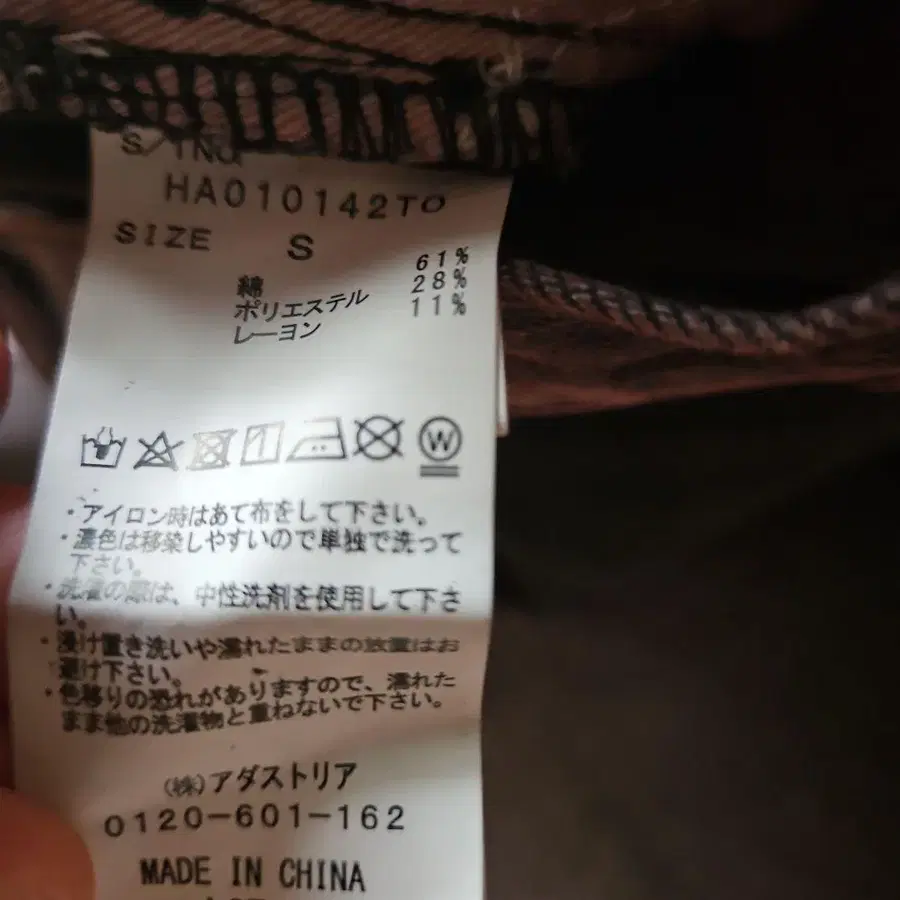 S/TNO
HA010142TO
SIZE S
綿 61%
ポリエステル 28%
レーヨン 11%
W
・アイロン時はあて布をして下さい。
・濃色は移染しやすいので単独で洗って
下さい。
・洗濯の際は、中性洗剤を使用して下さ
い。
・浸け置き洗いや濡れたままの放置はお
避け下さい。
・色移りの恐れがありますので、濡れた
まま他の洗濯物と重ねないで下さい。
(株)アダストリア
0120-601-162
MADE IN CHINA